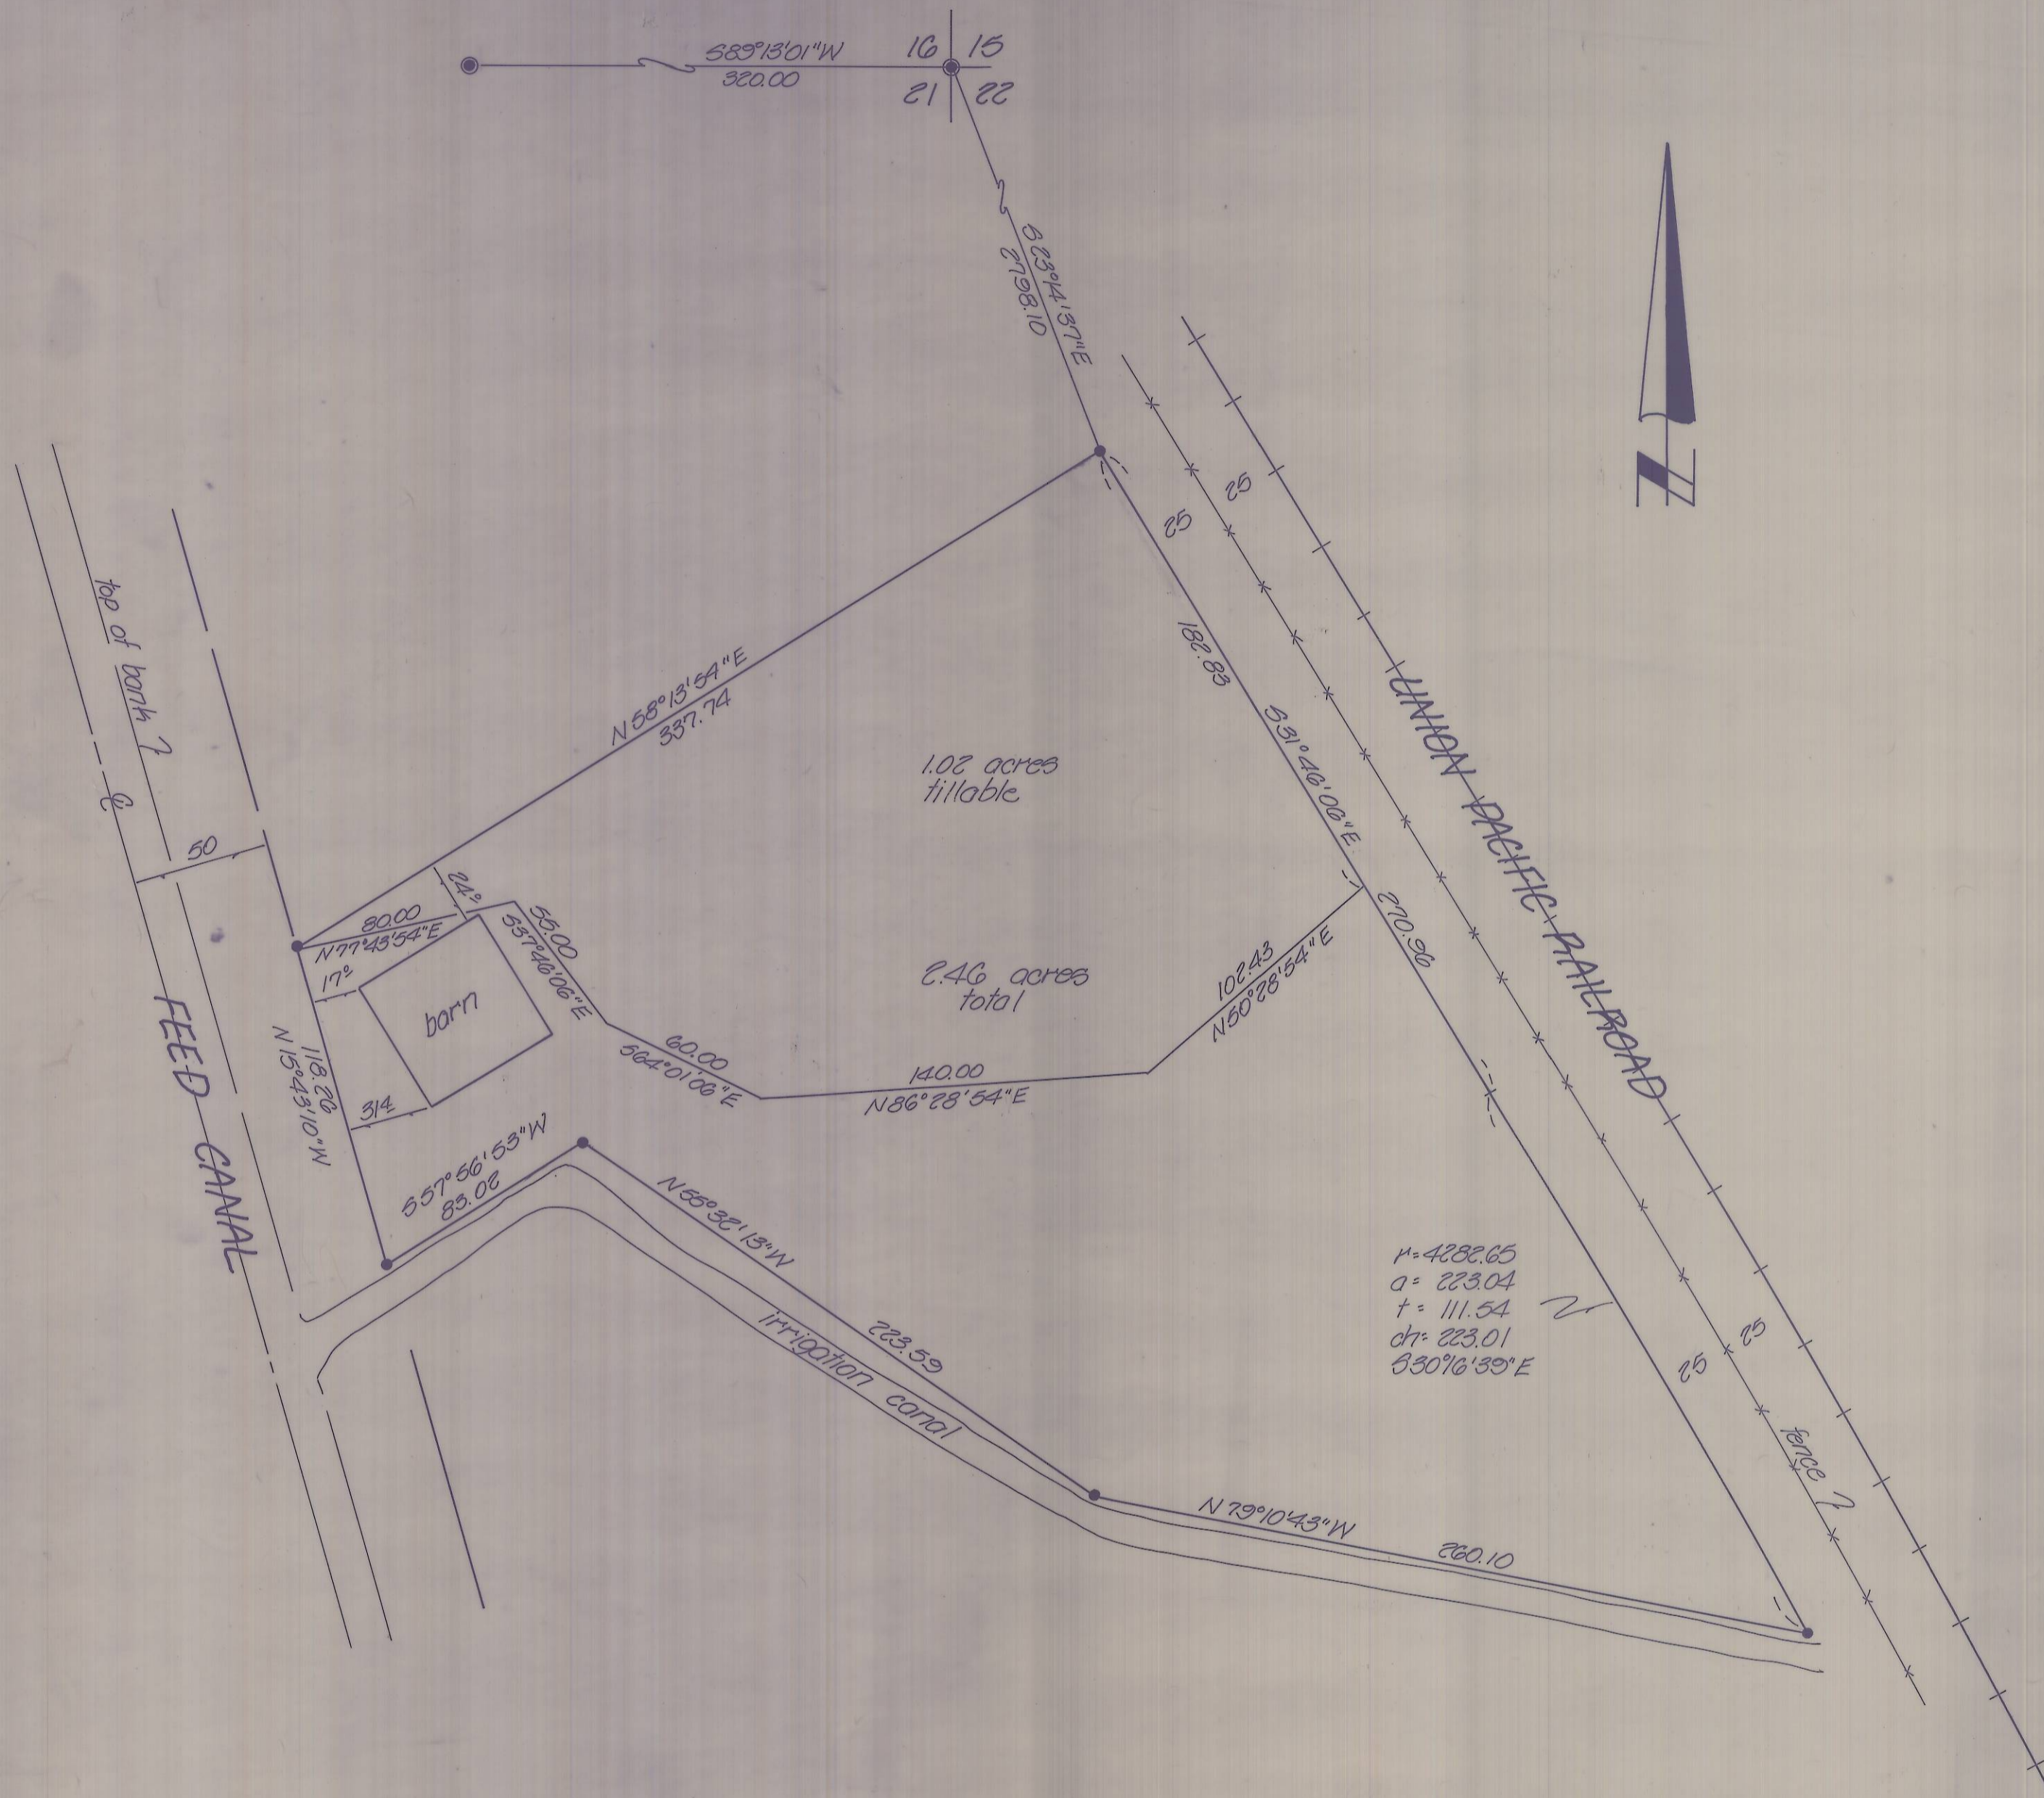 16 15
S89°13'01"W
320.00
21 22
S23°14'37"E
2798.10
25
25
182.83
S31°46'06"E
270.96
UNION PACIFIC RAILROAD
top of bank ?
℄
50
N58°13'54"E
337.74
1.02 acres
tillable
24⁰
80.00
N77°43'54"E
55.00
S37°46'06"E
17⁰
barn
2.46 acres
total
102.43
N50°28'54"E
60.00
S64°01'06"E
140.00
N86°28'54"E
FEED CANAL
118.26
N15°43'10"W
S57°56'53"W
83.02
N55°32'13"W
223.59
irrigation canal
r=4282.65
a= 223.04
t= 111.54
ch= 223.01
S30°16'39"E
25
25
fence ?
N79°10'43"W
260.10